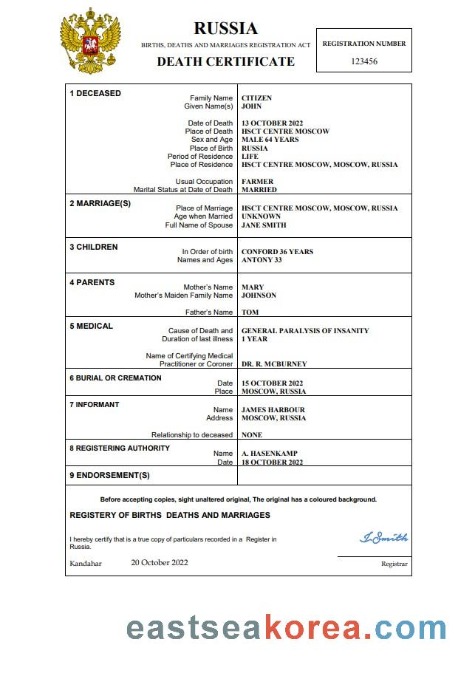 RUSSIA
BIRTHS, DEATHS AND MARRIAGES REGISTRATION ACT
DEATH CERTIFICATE
REGISTRATION NUMBER
123456
1 DECEASED
Family Name CITIZEN
Given Name(s) JOHN
Date of Death 13 OCTOBER 2022
Place of Death HSCT CENTRE MOSCOW
Sex and Age MALE 64 YEARS
Place of Birth RUSSIA
Period of Residence LIFE
Place of Residence HSCT CENTRE MOSCOW, MOSCOW, RUSSIA
Usual Occupation FARMER
Marital Status at Date of Death MARRIED
2 MARRIAGE(S)
Place of Marriage HSCT CENTRE MOSCOW, MOSCOW, RUSSIA
Age when Married UNKNOWN
Full Name of Spouse JANE SMITH
3 CHILDREN
In Order of birth CONFORD 36 YEARS
Names and Ages ANTONY 33
4 PARENTS
Mother's Name MARY
Mother's Maiden Family Name JOHNSON
Father's Name TOM
5 MEDICAL
Cause of Death and GENERAL PARALYSIS OF INSANITY
Duration of last illness 1 YEAR
Name of Certifying Medical
Practitioner or Coroner DR. R. MCBURNEY
6 BURIAL OR CREMATION
Date 15 OCTOBER 2022
Place MOSCOW, RUSSIA
7 INFORMANT
Name JAMES HARBOUR
Address MOSCOW, RUSSIA
Relationship to deceased NONE
8 REGISTERING AUTHORITY
Name A. HASENKAMP
Date 18 OCTOBER 2022
9 ENDORSEMENT(S)
Before accepting copies, sight unaltered original, The original has a coloured background.
REGISTERY OF BIRTHS DEATHS AND MARRIAGES
I hereby certify that is a true copy of particulars recorded in a Register in
Russia.
J.Smith
Kandahar 20 October 2022 Registrar
eastseakorea.com